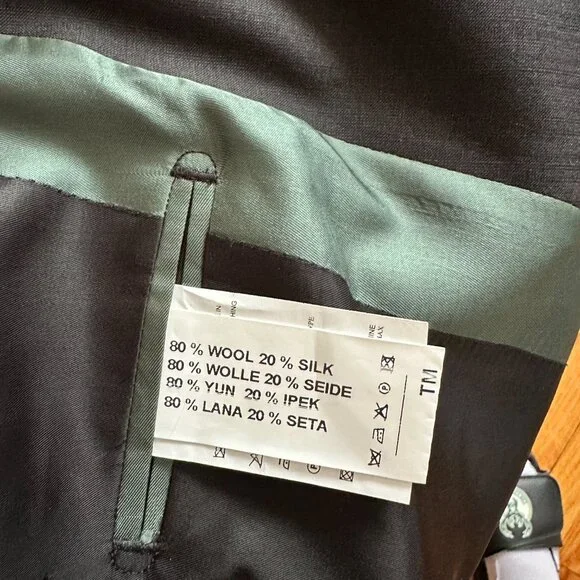 80 % WOOL 20 % SILK
80 % WOLLE 20 % SEIDE
80 % YUN 20 % IPEK
80 % LANA 20 % SETA
TM